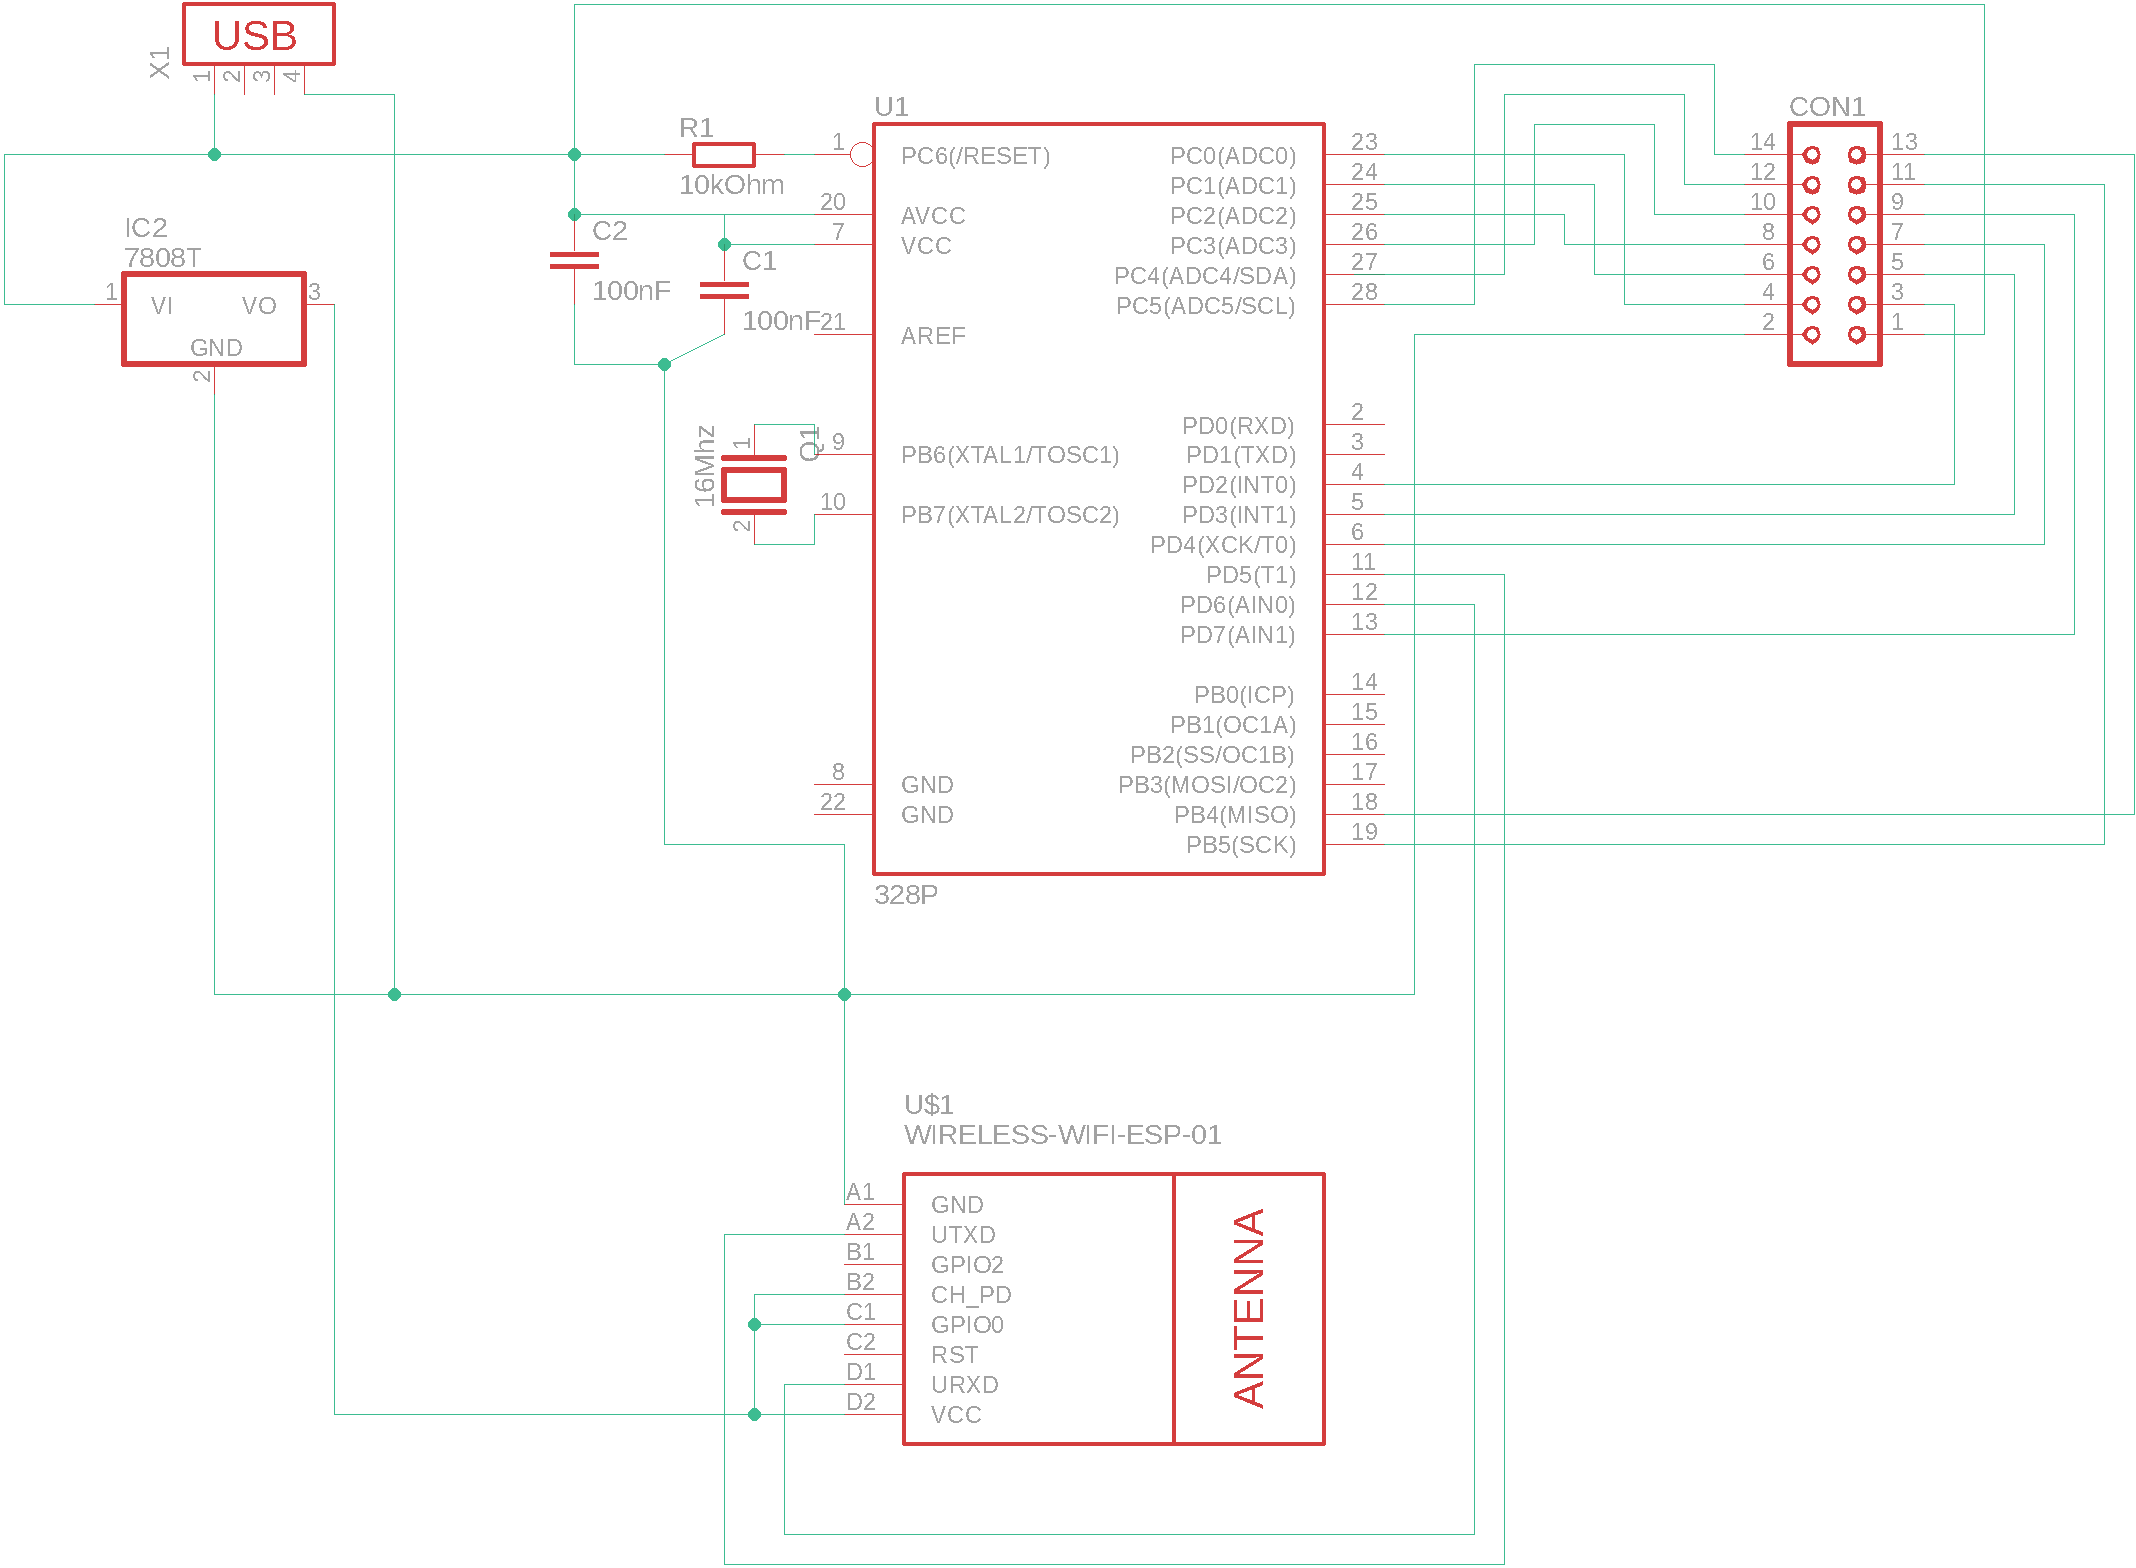 USB
X1
1
2
3
4
IC2
7808T
1
VI
VO
3
GND
2
R1
10kOhm
C2
100nF
C1
100nF
16Mhz
1
2
Q1
U1
1 PC6(/RESET)
20 AVCC
7 VCC
21 AREF
9 PB6(XTAL1/TOSC1)
10 PB7(XTAL2/TOSC2)
8 GND
22 GND
PC0(ADC0) 23
PC1(ADC1) 24
PC2(ADC2) 25
PC3(ADC3) 26
PC4(ADC4/SDA) 27
PC5(ADC5/SCL) 28
PD0(RXD) 2
PD1(TXD) 3
PD2(INT0) 4
PD3(INT1) 5
PD4(XCK/T0) 6
PD5(T1) 11
PD6(AIN0) 12
PD7(AIN1) 13
PB0(ICP) 14
PB1(OC1A) 15
PB2(SS/OC1B) 16
PB3(MOSI/OC2) 17
PB4(MISO) 18
PB5(SCK) 19
328P
CON1
14 13
12 11
10 9
8 7
6 5
4 3
2 1
U$1
WIRELESS-WIFI-ESP-01
A1 GND
A2 UTXD
B1 GPIO2
B2 CH_PD
C1 GPIO0
C2 RST
D1 URXD
D2 VCC
ANTENNA